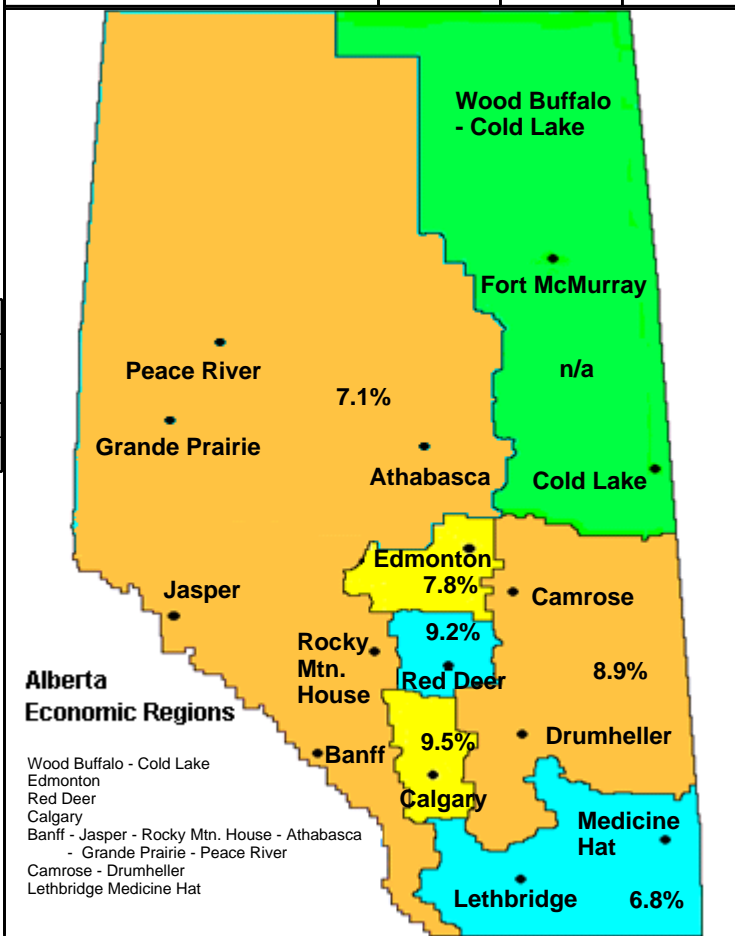 Wood Buffalo
- Cold Lake
Fort McMurray
n/a
Peace River
7.1%
Grande Prairie
Athabasca
Cold Lake
Edmonton
7.8%
Jasper
Camrose
9.2%
Rocky
Mtn.
House
Red Deer
8.9%
Alberta
Economic Regions
9.5%
Drumheller
Banff
Calgary
Wood Buffalo - Cold Lake
Edmonton
Red Deer
Calgary
Banff - Jasper - Rocky Mtn. House - Athabasca
- Grande Prairie - Peace River
Camrose - Drumheller
Lethbridge Medicine Hat
Medicine
Hat
Lethbridge
6.8%